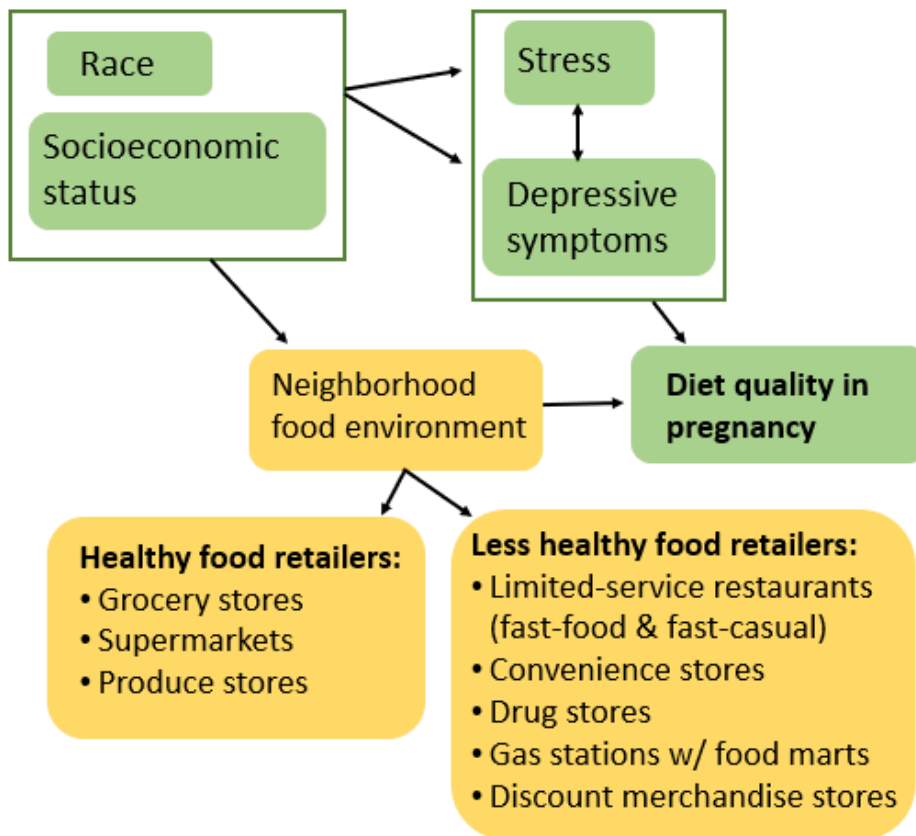 Race
Socioeconomic
status
Stress
Depressive
symptoms
Neighborhood
food environment
Diet quality in
pregnancy
Healthy food retailers:
• Grocery stores
• Supermarkets
• Produce stores
Less healthy food retailers:
• Limited-service restaurants
(fast-food & fast-casual)
• Convenience stores
• Drug stores
• Gas stations w/ food marts
• Discount merchandise stores